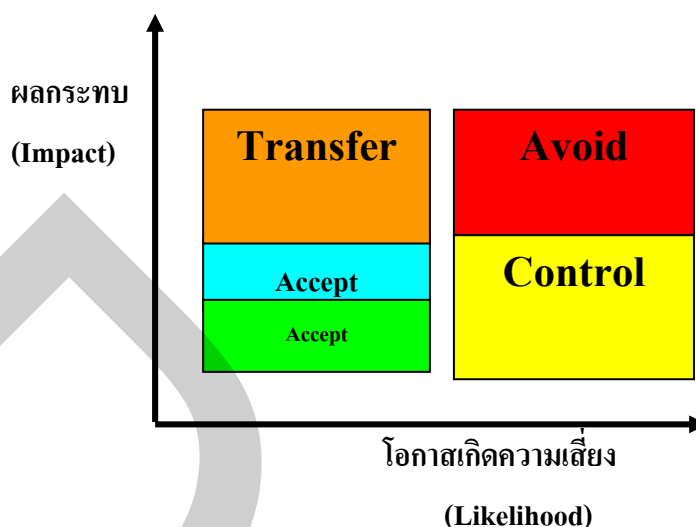 ผลกระทบ
(Impact)
Transfer
Avoid
Accept
Control
Accept
โอกาสเกิดความเสี่ยง
(Likelihood)